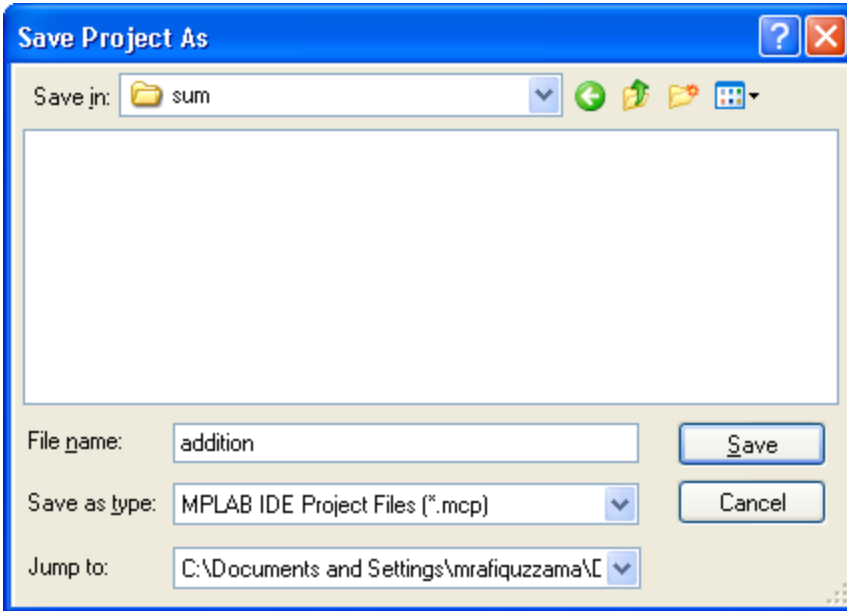 Save Project As
Save in: sum
File name: addition Save
Save as type: MPLAB IDE Project Files (*.mcp) Cancel
Jump to: C:\Documents and Settings\mrafiquzzama\D